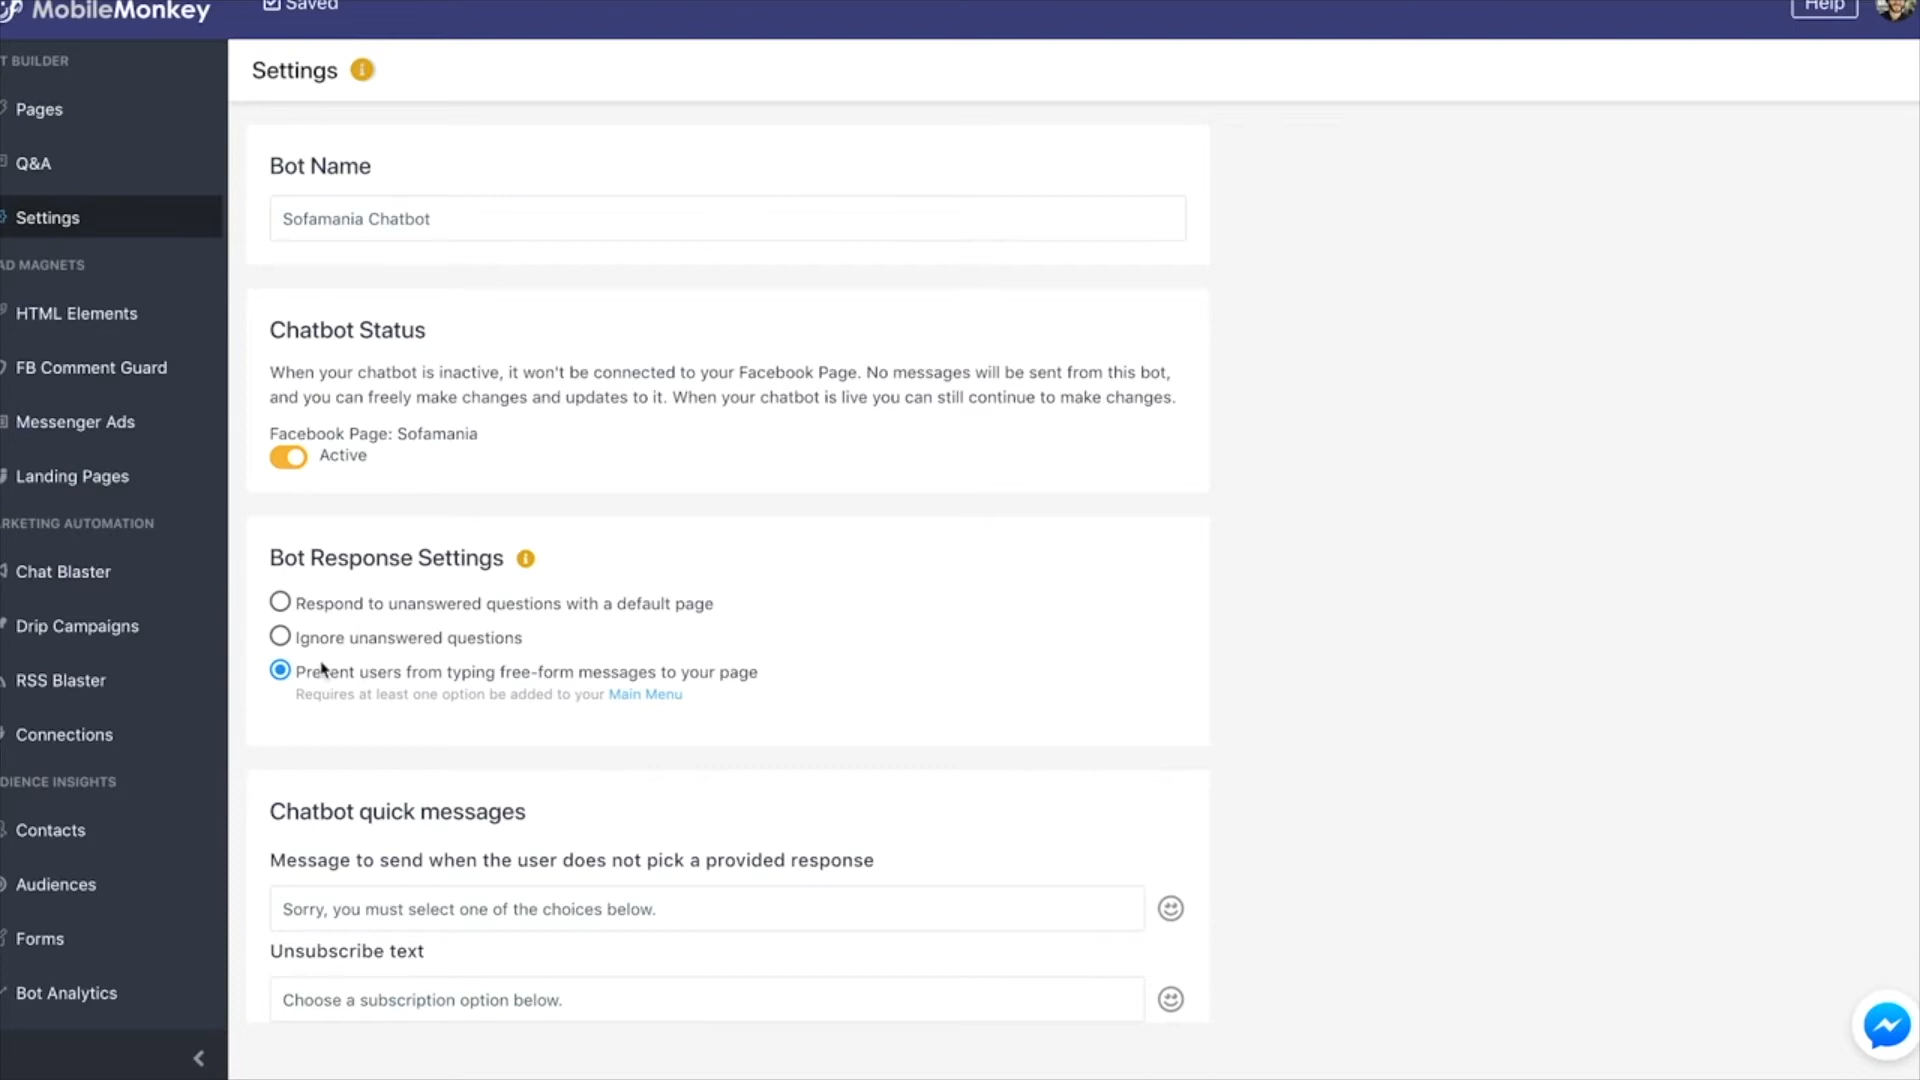 MobileMonkey
Saved
Help
T BUILDER
Pages
Q&A
Settings
AD MAGNETS
HTML Elements
FB Comment Guard
Messenger Ads
Landing Pages
RKETING AUTOMATION
Chat Blaster
Drip Campaigns
RSS Blaster
Connections
DIENCE INSIGHTS
Contacts
Audiences
Forms
Bot Analytics
Settings
Bot Name
Sofamania Chatbot
Chatbot Status
When your chatbot is inactive, it won't be connected to your Facebook Page. No messages will be sent from this bot,
and you can freely make changes and updates to it. When your chatbot is live you can still continue to make changes.
Facebook Page: Sofamania
Active
Bot Response Settings
Respond to unanswered questions with a default page
Ignore unanswered questions
Prevent users from typing free-form messages to your page
Requires at least one option be added to your Main Menu
Chatbot quick messages
Message to send when the user does not pick a provided response
Sorry, you must select one of the choices below.
Unsubscribe text
Choose a subscription option below.